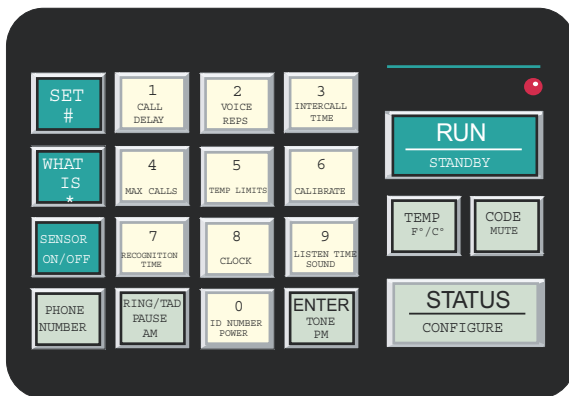 SET
#
1
CALL
DELAY
2
VOICE
REPS
3
INTERCALL
TIME
RUN
STANDBY
WHAT
IS
*
4
MAX CALLS
5
TEMP LIMITS
6
CALIBRATE
TEMP
F°/C°
CODE
MUTE
SENSOR
ON/OFF
7
RECOGNITION
TIME
8
CLOCK
9
LISTEN TIME
SOUND
PHONE
NUMBER
RING/TAD
PAUSE
AM
0
ID NUMBER
POWER
ENTER
TONE
PM
STATUS
CONFIGURE